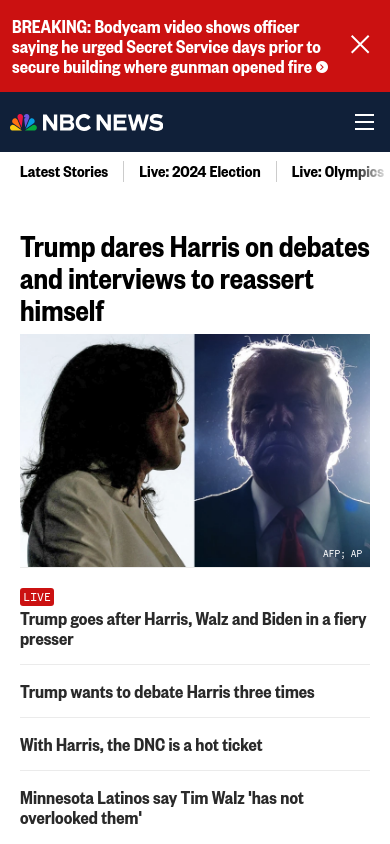 BREAKING: Bodycam video shows officer
saying he urged Secret Service days prior to
secure building where gunman opened fire
NBC NEWS
Latest Stories
Live: 2024 Election
Live: Olympics
Trump dares Harris on debates
and interviews to reassert
himself
AFP; AP
LIVE
Trump goes after Harris, Walz and Biden in a fiery
presser
Trump wants to debate Harris three times
With Harris, the DNC is a hot ticket
Minnesota Latinos say Tim Walz 'has not
overlooked them'